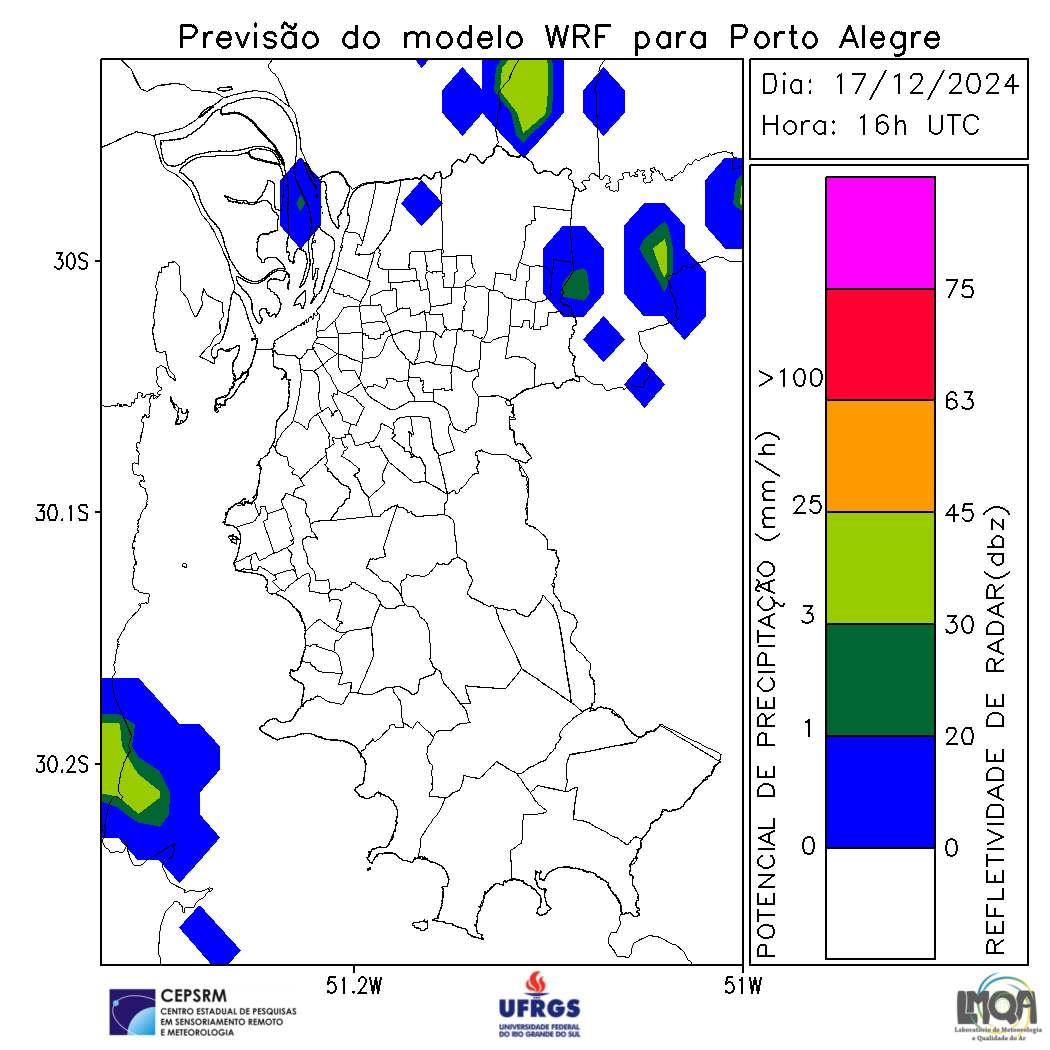 Previsão do modelo WRF para Porto Alegre
Dia: 17/12/2024
Hora: 16h UTC
30S
30.1S
30.2S
51.2W
51W
POTENCIAL DE PRECIPITAÇÃO (mm/h)
>100
25
3
1
0
75
63
45
30
20
0
REFLETIVIDADE DE RADAR(dbz)
CEPSRM
CENTRO ESTADUAL DE PESQUISAS
EM SENSORIAMENTO REMOTO
E METEOROLOGIA
UFRGS
UNIVERSIDADE FEDERAL
DO RIO GRANDE DO SUL
LMQA
Laboratório de Meteorologia
e Qualidade do Ar